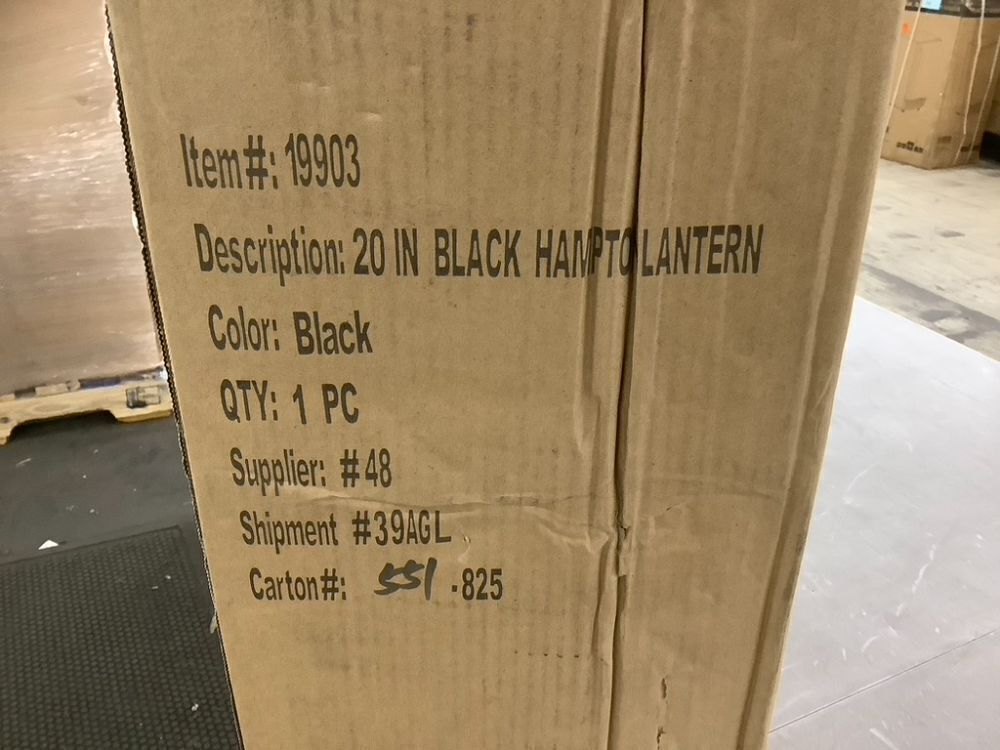 Item#: 19903
Description: 20 IN BLACK HAMPTO LANTERN
Color: Black
QTY: 1 PC
Supplier: #48
Shipment #39AGL
Carton#: 551 -825